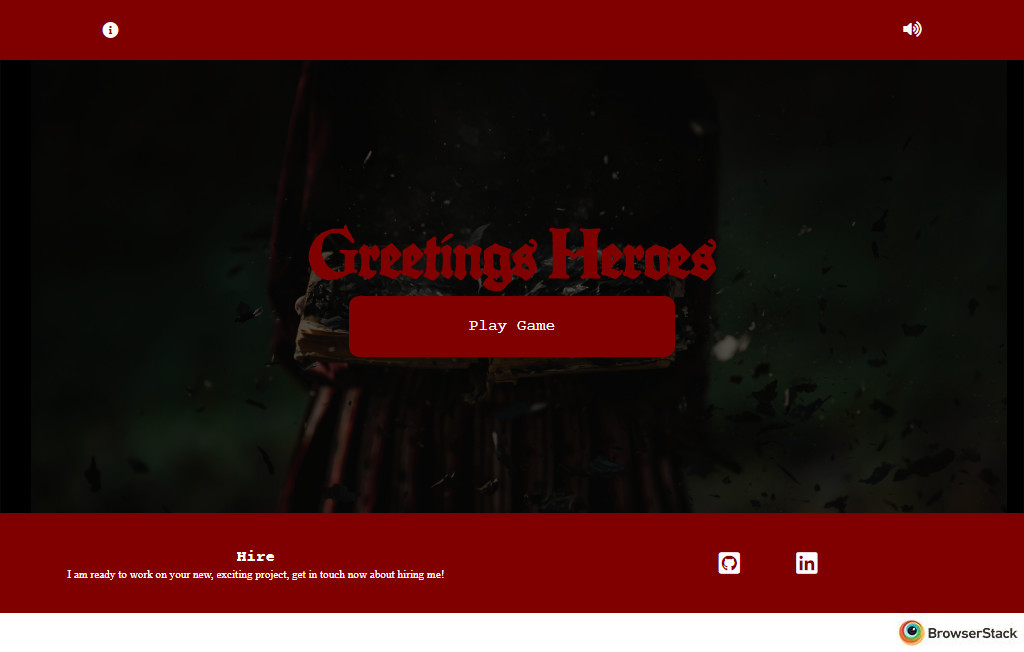 Greetings Heroes
Play Game
Hire
I am ready to work on your new, exciting project, get in touch now about hiring me!
in
BrowserStack